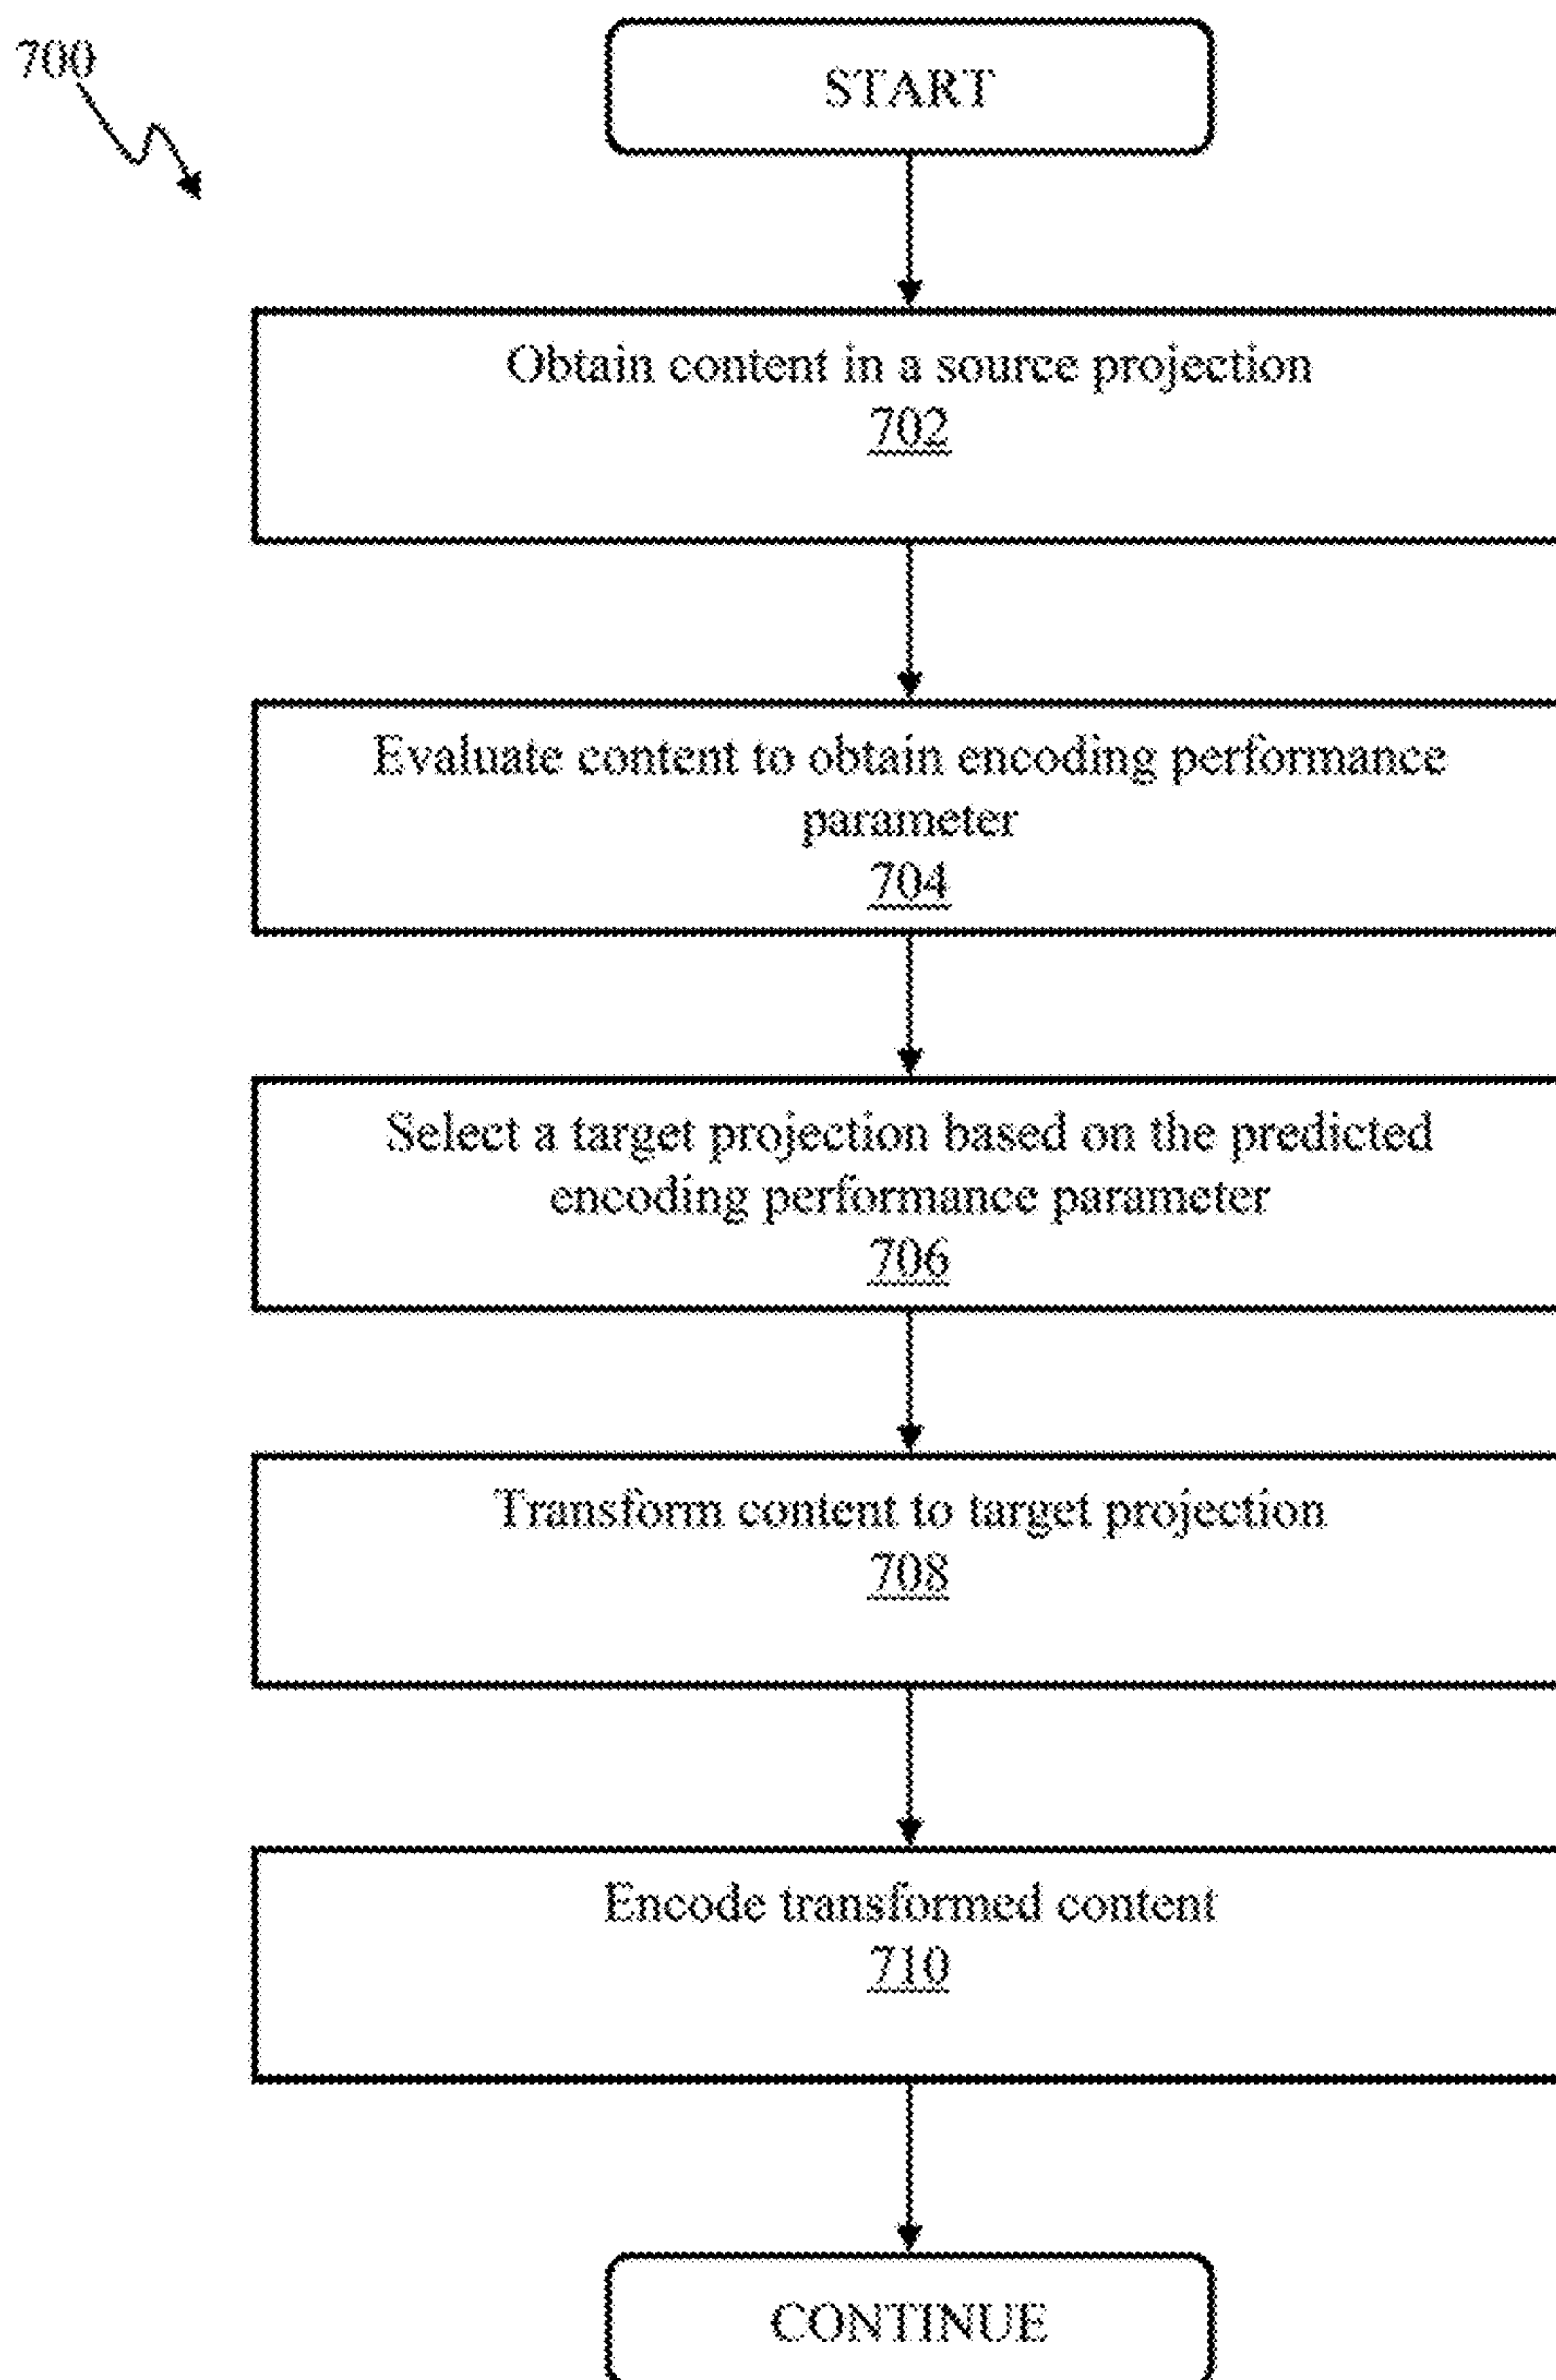 700
START
Obtain content in a source projection
702
Evaluate content to obtain encoding performance
parameter
704
Select a target projection based on the predicted
encoding performance parameter
706
Transform content to target projection
708
Encode transformed content
710
CONTINUE